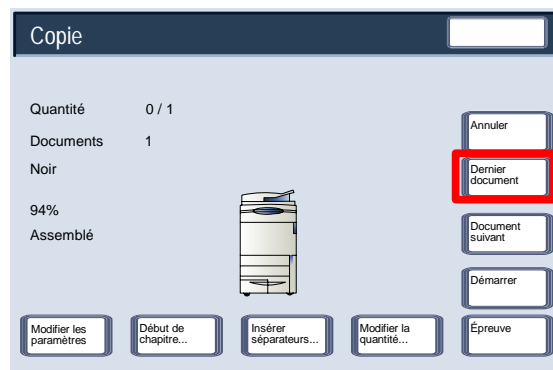 Copie
Quantité 0 / 1
Documents 1
Noir
94%
Assemblé
Annuler
Dernier
document
Document
suivant
Démarrer
Modifier les
paramètres
Début de
chapitre...
Insérer
séparateurs...
Modifier la
quantité...
Épreuve